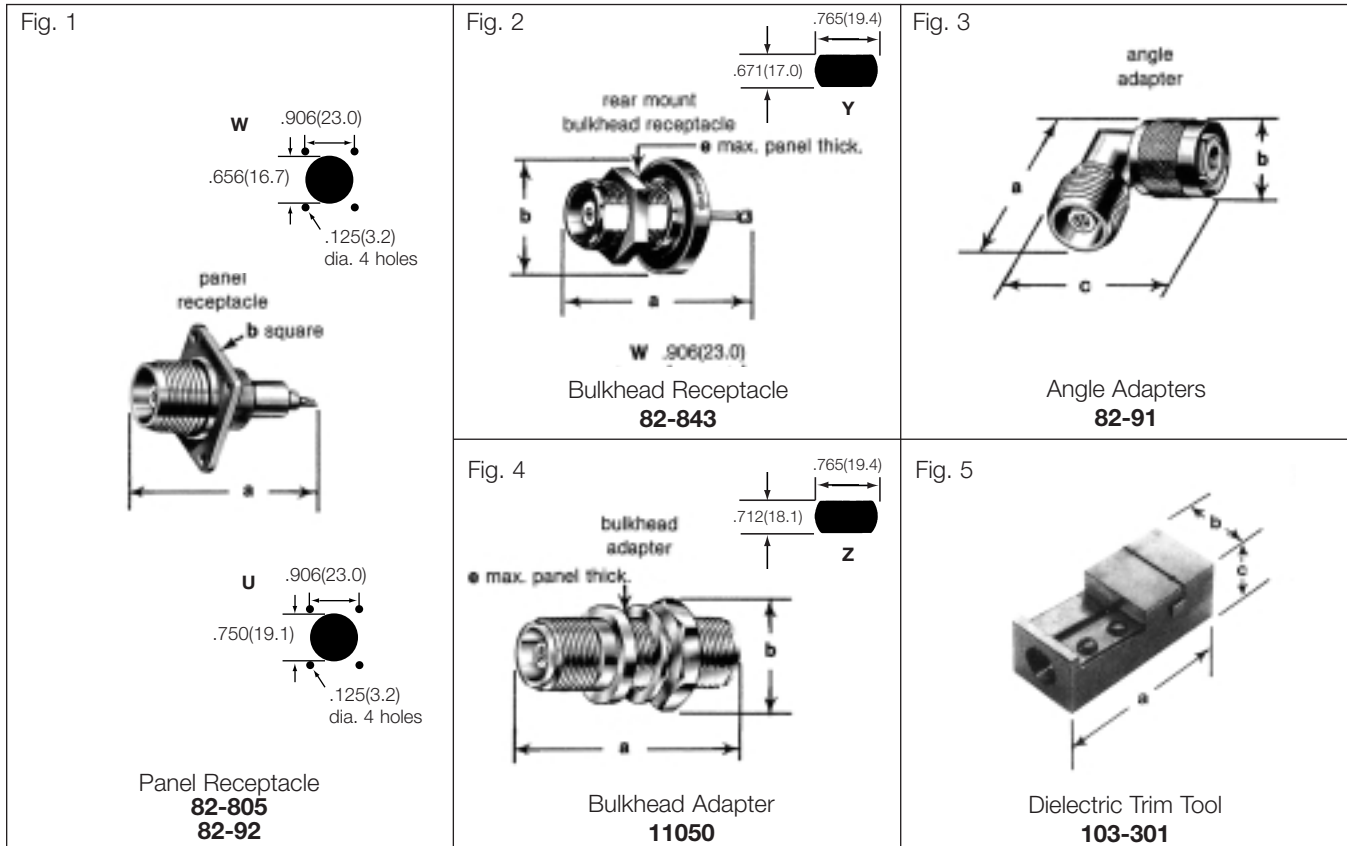 Fig. 1
W
.906(23.0)
.656(16.7)
.125(3.2)
dia. 4 holes
panel
receptacle
b square
a
U
.906(23.0)
.750(19.1)
.125(3.2)
dia. 4 holes
Panel Receptacle
82-805
82-92
Fig. 2
.765(19.4)
.671(17.0)
Y
rear mount
bulkhead receptacle
e max. panel thick.
b
a
W .906(23.0)
Bulkhead Receptacle
82-843
Fig. 3
angle
adapter
a
b
c
Angle Adapters
82-91
Fig. 4
.765(19.4)
.712(18.1)
Z
bulkhead
adapter
e max. panel thick.
b
a
Bulkhead Adapter
11050
Fig. 5
b
c
a
Dielectric Trim Tool
103-301